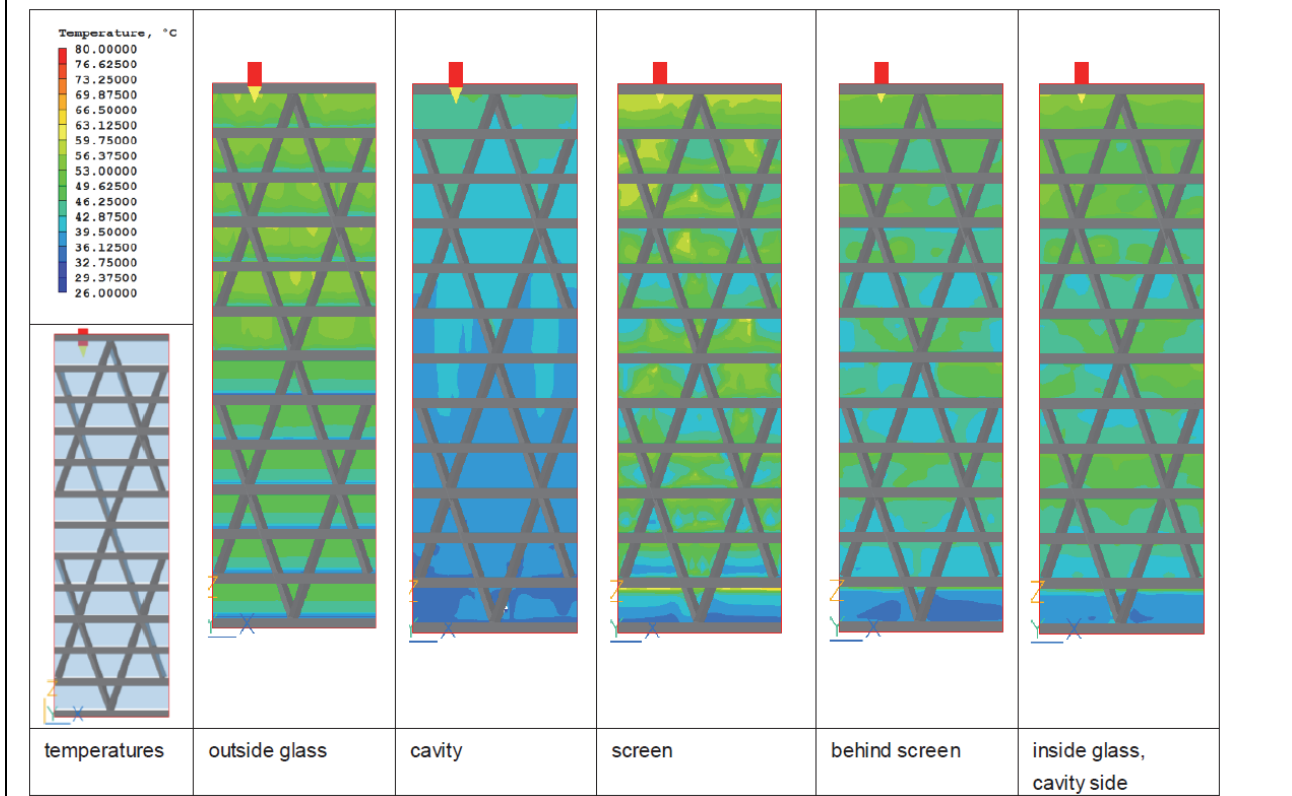 Temperature, °C
80.00000
76.62500
73.25000
69.87500
66.50000
63.12500
59.75000
56.37500
53.00000
49.62500
46.25000
42.87500
39.50000
36.12500
32.75000
29.37500
26.00000
Z
Y X
Z
Y X
Z
Y X
Z
Y X
Z
Y X
Z
Y X
temperatures
outside glass
cavity
screen
behind screen
inside glass,
cavity side